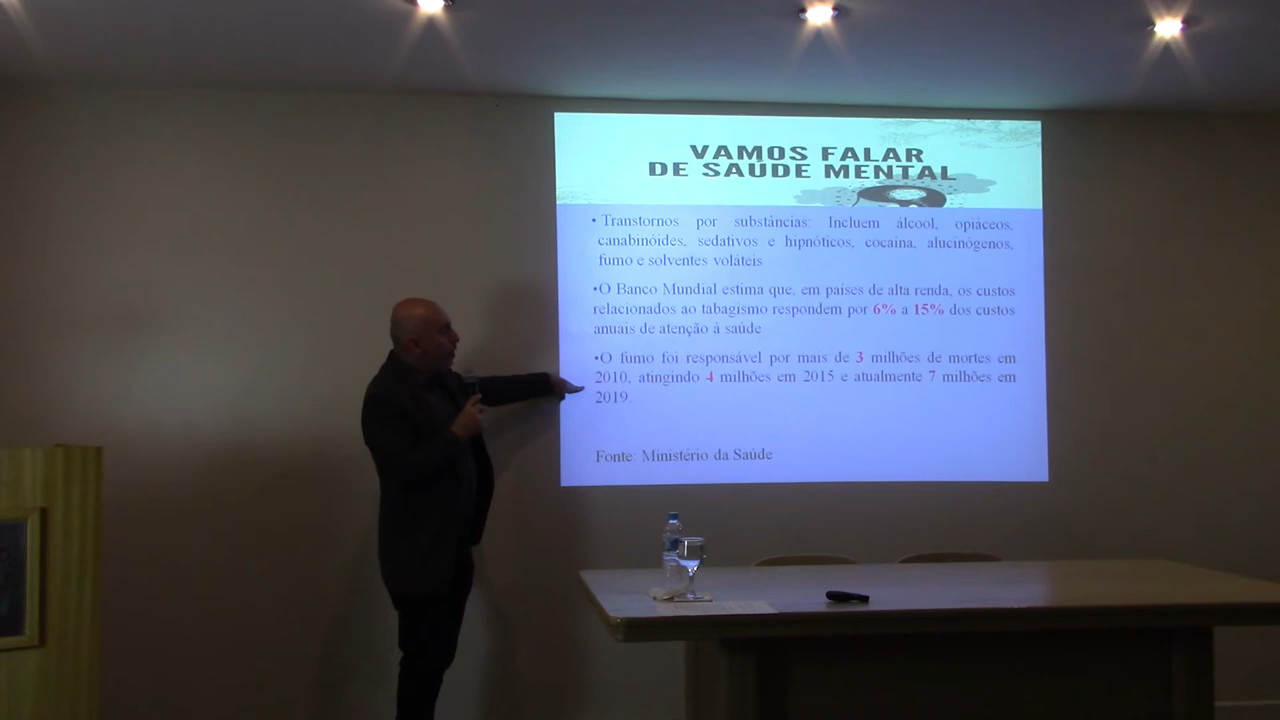 VAMOS FALAR
DE SAÚDE MENTAL
• Transtornos por substâncias: Incluem álcool, opiáceos,
canabinóides, sedativos e hipnóticos, cocaína, alucinógenos,
fumo e solventes voláteis
•O Banco Mundial estima que, em países de alta renda, os custos
relacionados ao tabagismo respondem por 6% a 15% dos custos
anuais de atenção à saúde
•O fumo foi responsável por mais de 3 milhões de mortes em
2010, atingindo 4 milhões em 2015 e atualmente 7 milhões em
2019.
Fonte: Ministério da Saúde